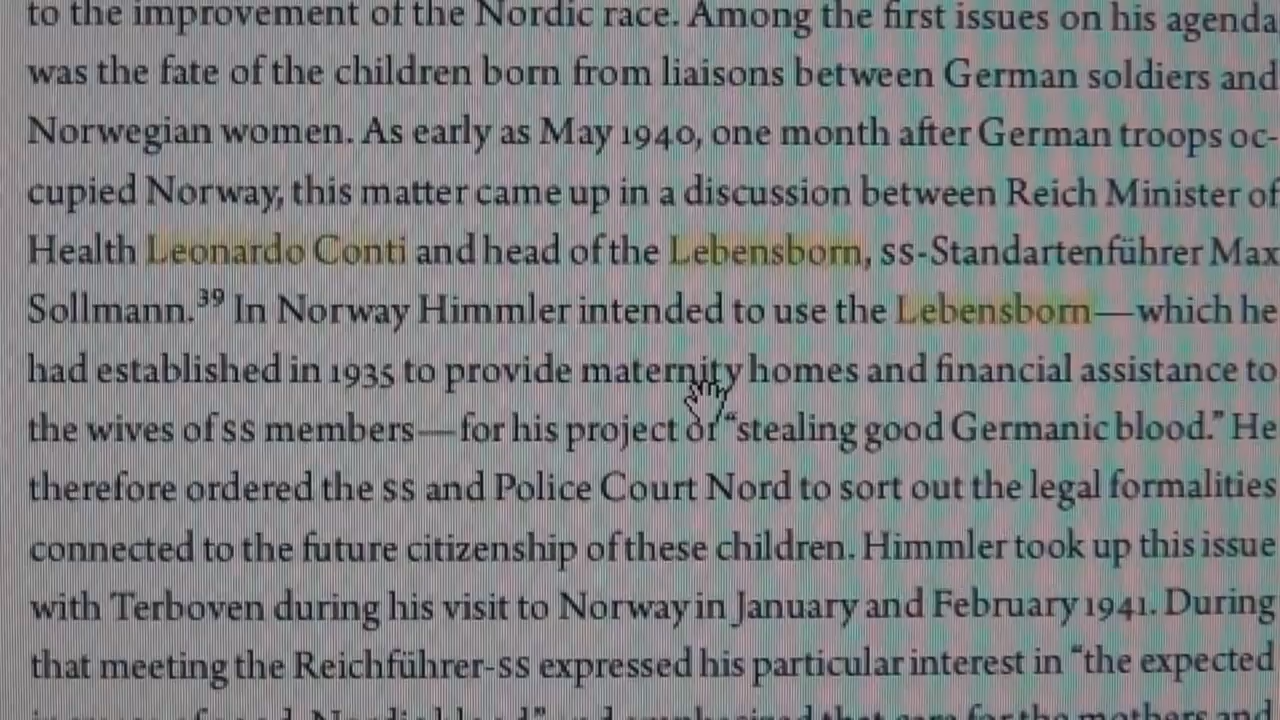 to the improvement of the Nordic race. Among the first issues on his agenda
was the fate of the children born from liaisons between German soldiers and
Norwegian women. As early as May 1940, one month after German troops oc-
cupied Norway, this matter came up in a discussion between Reich Minister of
Health Leonardo Conti and head of the Lebensborn, ss-Standartenführer Max
Sollmann.39 In Norway Himmler intended to use the Lebensborn—which he
had established in 1935 to provide maternity homes and financial assistance to
the wives of ss members—for his project of “stealing good Germanic blood.” He
therefore ordered the ss and Police Court Nord to sort out the legal formalities
connected to the future citizenship of these children. Himmler took up this issue
with Terboven during his visit to Norway in January and February 1941. During
that meeting the Reichführer-ss expressed his particular interest in “the expected